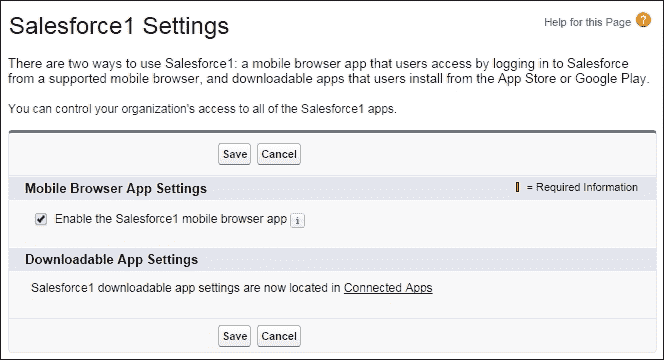 Salesforce1 Settings
Help for this Page ?
There are two ways to use Salesforce1: a mobile browser app that users access by logging in to Salesforce
from a supported mobile browser, and downloadable apps that users install from the App Store or Google Play.
You can control your organization's access to all of the Salesforce1 apps.
Save Cancel
Mobile Browser App Settings
= Required Information
Enable the Salesforce1 mobile browser app i
Downloadable App Settings
Salesforce1 downloadable app settings are now located in Connected Apps
Save Cancel